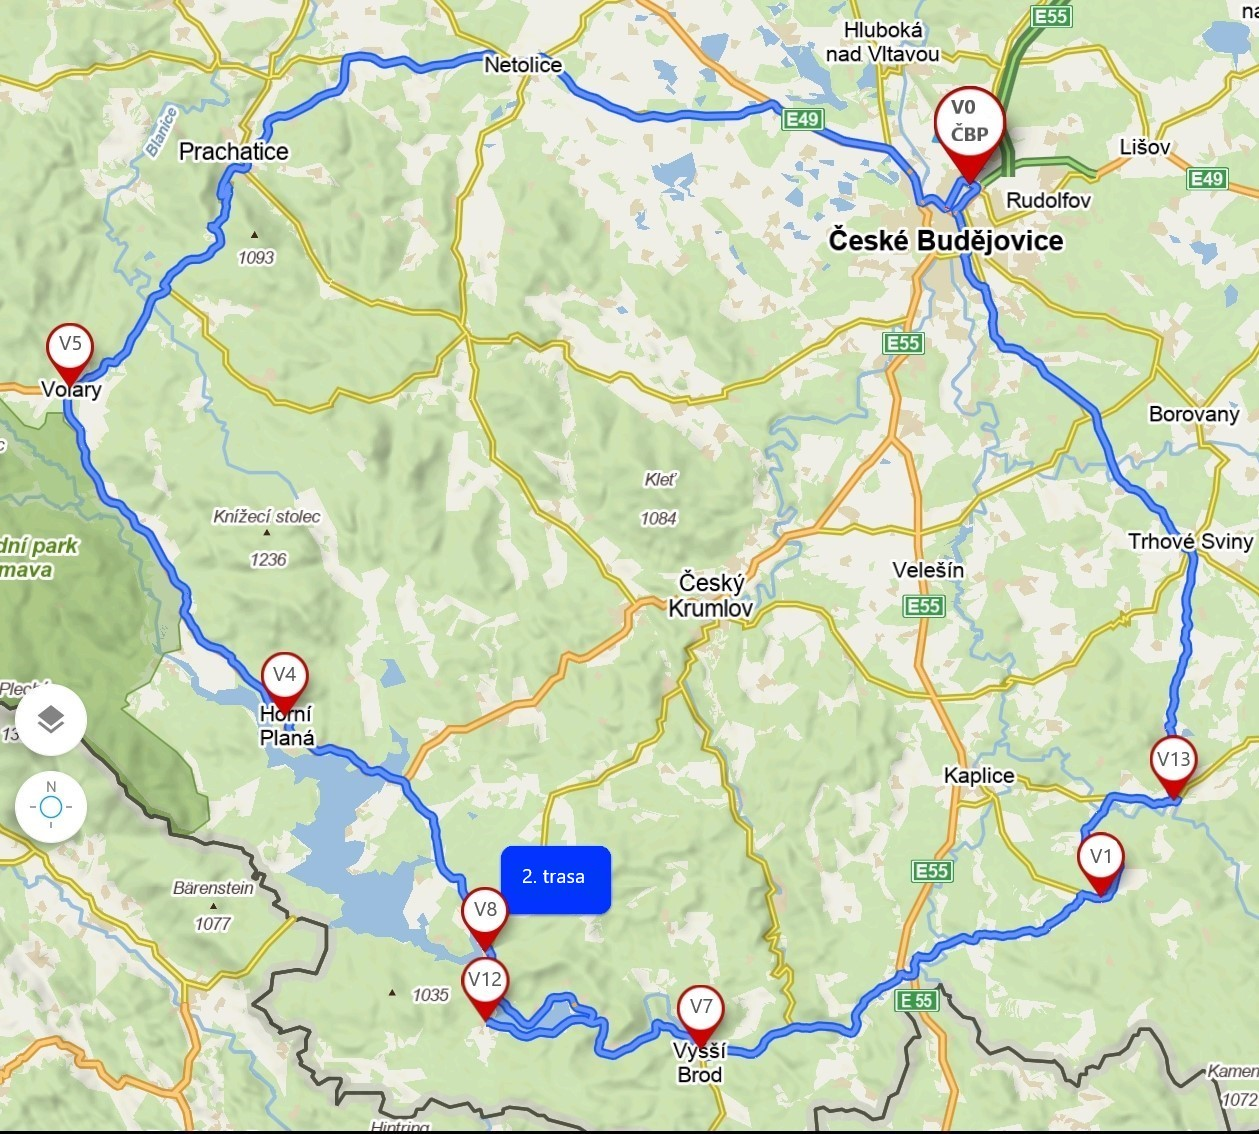 E55
Hluboká
nad Vltavou
Netolice
V0
ČBP
E49
Blanice
Prachatice
Lišov
E49
Rudolfov
České Budějovice
1093
V5
E55
Volary
Borovany
Kleť
1084
Knížecí stolec
1236
Trhové Sviny
Velešín
Český
Krumlov
E55
V4
Horní
Planá
V13
Kaplice
N
V1
E55
2. trasa
Bärenstein
1077
V8
V12
1035
V7
E 55
Vyšší
Brod
1072